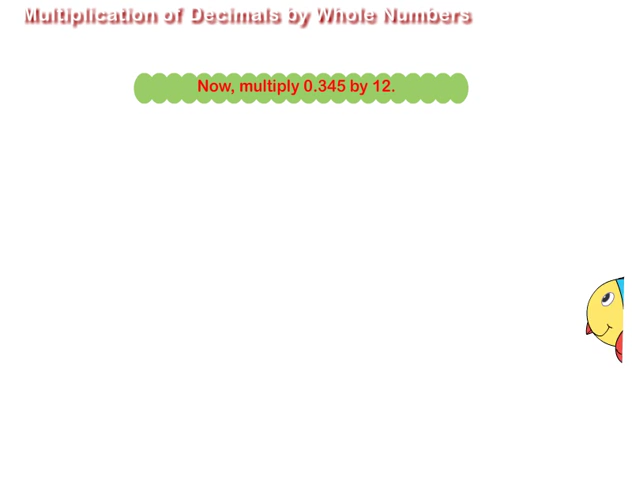 Multiplication of Decimals by Whole Numbers
Now, multiply 0.345 by 12.